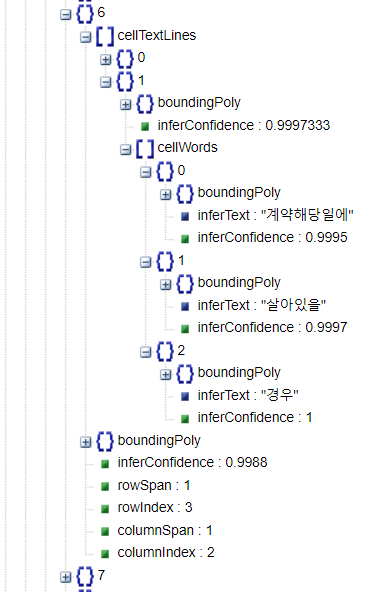 6
cellTextLines
0
1
boundingPoly
inferConfidence : 0.9997333
cellWords
0
boundingPoly
inferText : "계약해당일에"
inferConfidence : 0.9995
1
boundingPoly
inferText : "살아있을"
inferConfidence : 0.9997
2
boundingPoly
inferText : "경우"
inferConfidence : 1
boundingPoly
inferConfidence : 0.9988
rowSpan : 1
rowIndex : 3
columnSpan : 1
columnIndex : 2
7